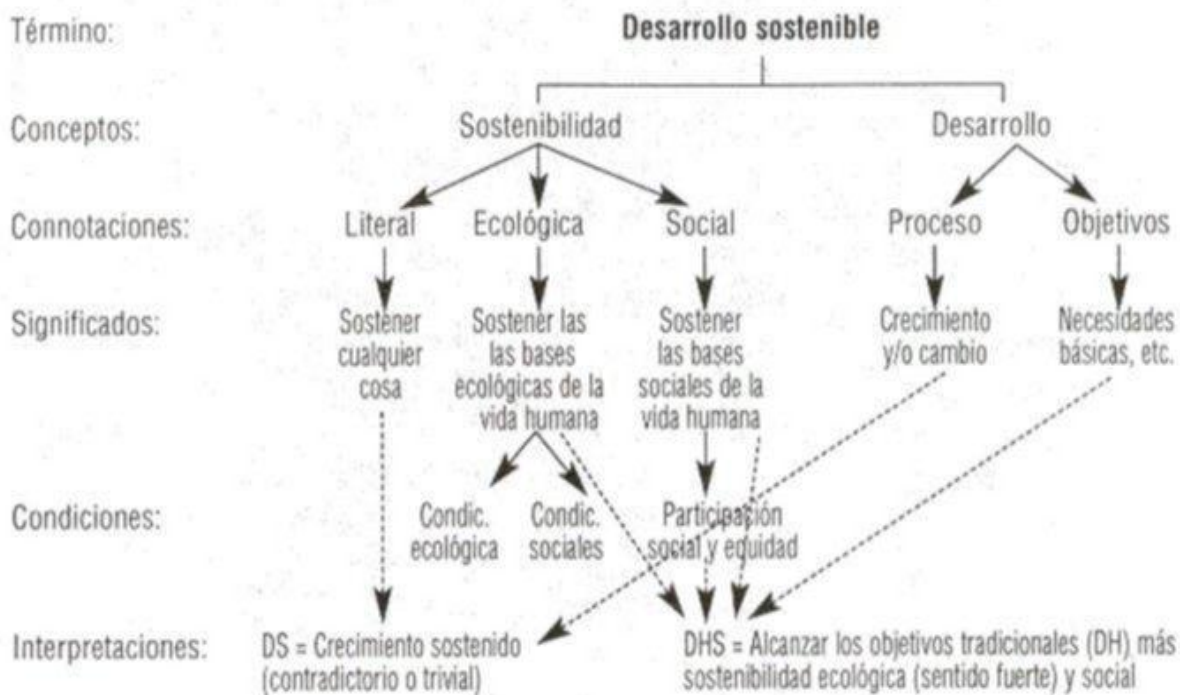 Término:
Desarrollo sostenible
Conceptos:
Sostenibilidad
Desarrollo
Connotaciones:
Literal
Ecológica
Social
Proceso
Objetivos
Significados:
Sostener
cualquier
cosa
Sostener las
las bases
ecológicas de la
vida humana
Sostener
las bases
sociales de la
vida humana
Crecimiento
y/o cambio
Necesidades
básicas, etc.
Condiciones:
Condic.
ecológica
Condic.
sociales
Participación
social y equidad
Interpretaciones:
DS = Crecimiento sostenido
(contradictorio o trivial)
DHS = Alcanzar los objetivos tradicionales (DH) más
sostenibilidad ecológica (sentido fuerte) y social